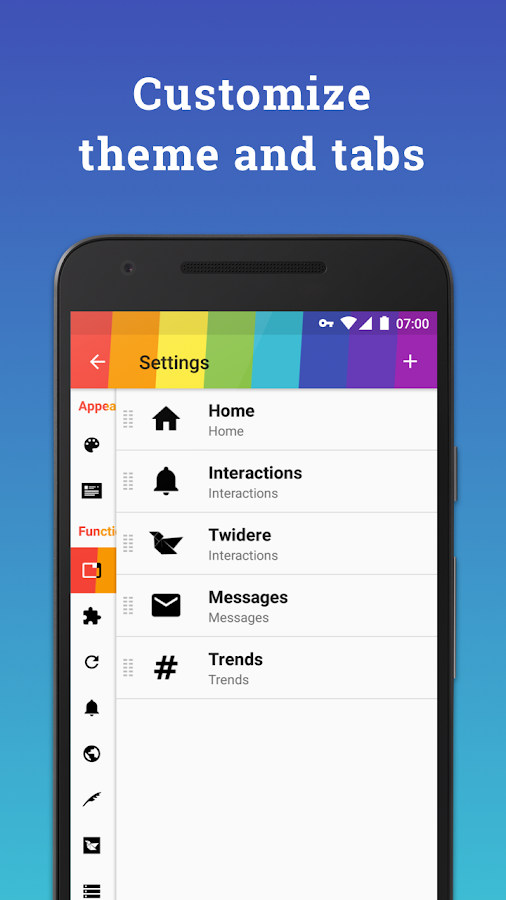 Customize
theme and tabs
07:00
Settings
Appea
Home
Home
Interactions
Interactions
Functi
Twidere
Interactions
Messages
Messages
Trends
Trends